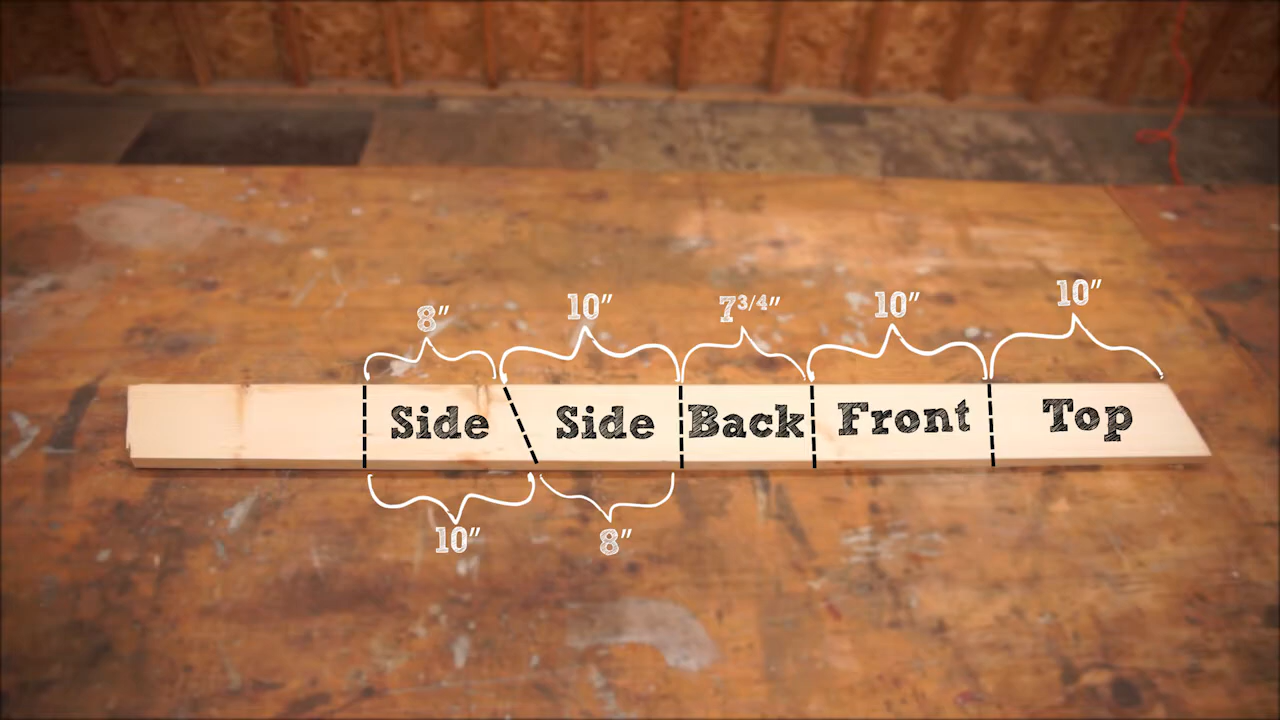 8″ 10″ 7 3/4″ 10″ 10″
Side Side Back Front Top
10″ 8″